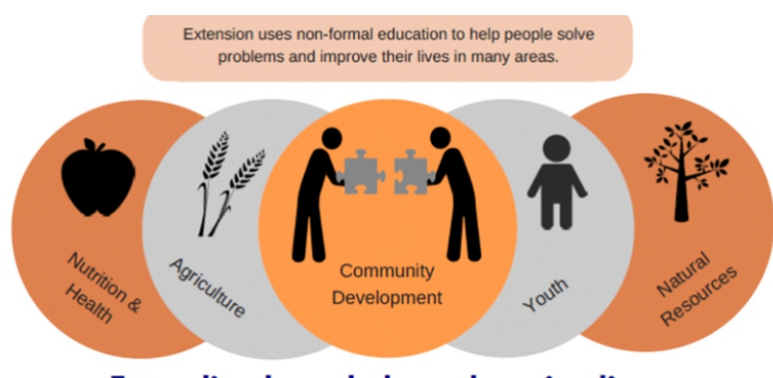 Extension uses non-formal education to help people solve
problems and improve their lives in many areas.
Nutrition &
Health
Agriculture
Community
Development
Youth
Natural
Resources